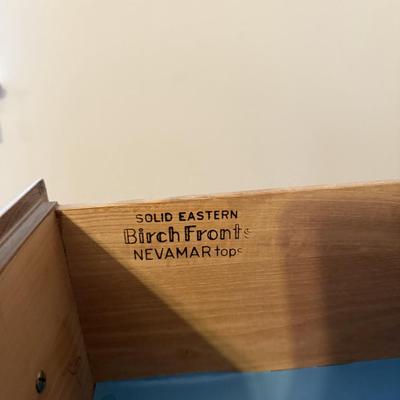 SOLID EASTERN
Birch Fronts
NEVAMAR tops